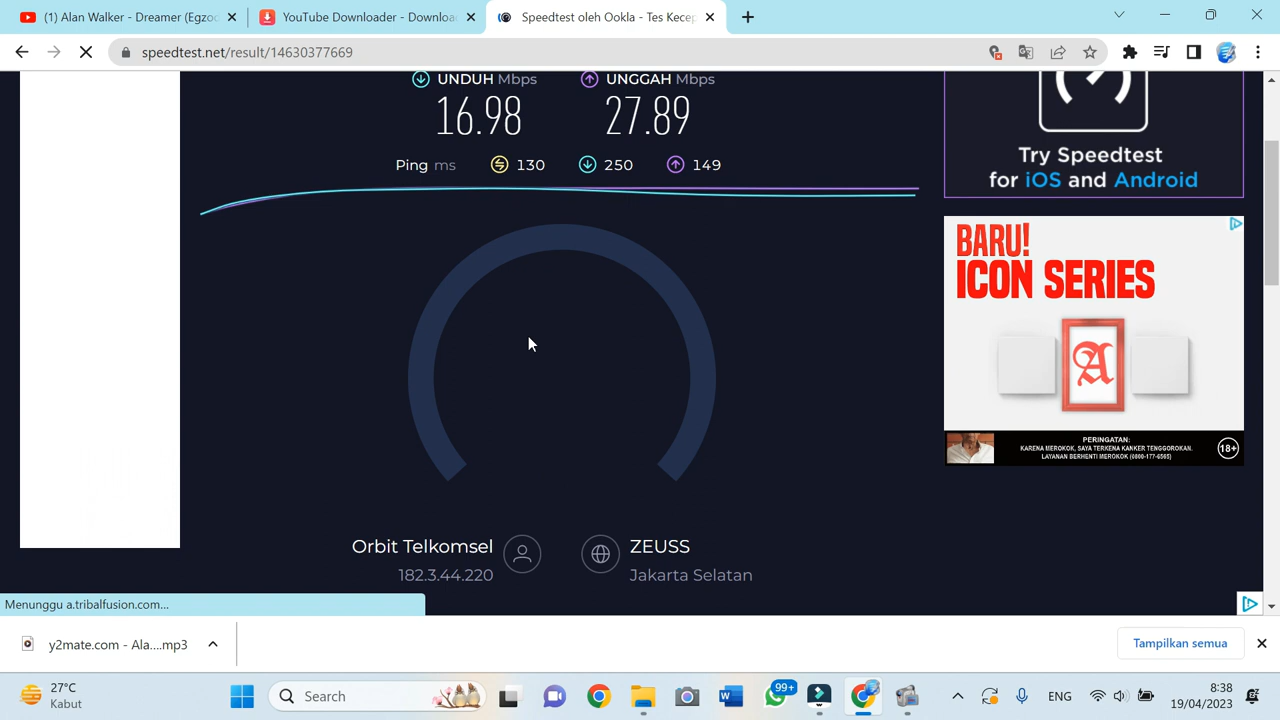 (1) Alan Walker - Dreamer (Egzoo
YouTube Downloader - Downloa
Speedtest oleh Ookla - Tes Kecep
speedtest.net/result/14630377669
UNDUH Mbps
UNGGAH Mbps
16.98
27.89
Ping ms
130
250
149
Try Speedtest
for iOS and Android
BARU!
ICON SERIES
A
PERINGATAN:
KARENA MEROKOK, SAYA TERKENA KANKER TENGGOROKAN.
LAYANAN BERHENTI MEROKOK (0800-177-6565)
18+
Orbit Telkomsel
182.3.44.220
ZEUSS
Jakarta Selatan
Menunggu a.tribalfusion.com...
y2mate.com - Ala....mp3
Tampilkan semua
27°C
Kabut
Search
99+
ENG
8:38
19/04/2023